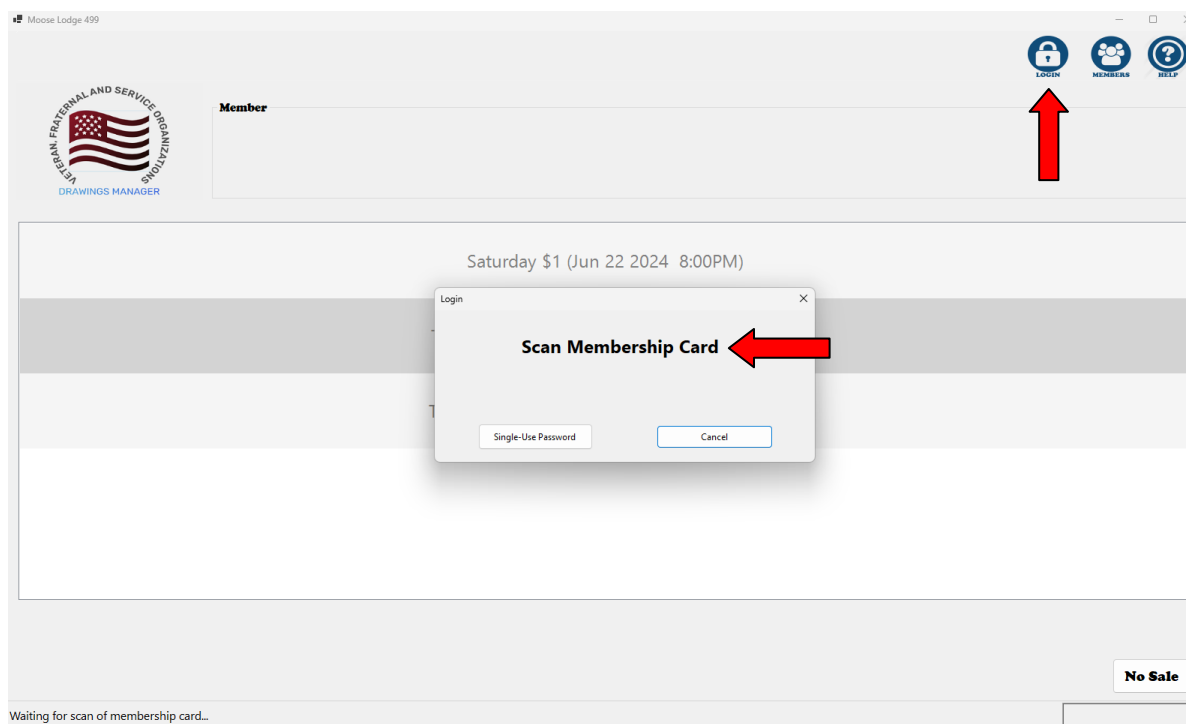 Moose Lodge 499
LOGIN
MEMBERS
HELP
VETERAN, FRATERNAL AND SERVICE ORGANIZATIONS
DRAWINGS MANAGER
Member
Saturday $1 (Jun 22 2024 8:00PM)
Login
Scan Membership Card
Single-Use Password
Cancel
No Sale
Waiting for scan of membership card...